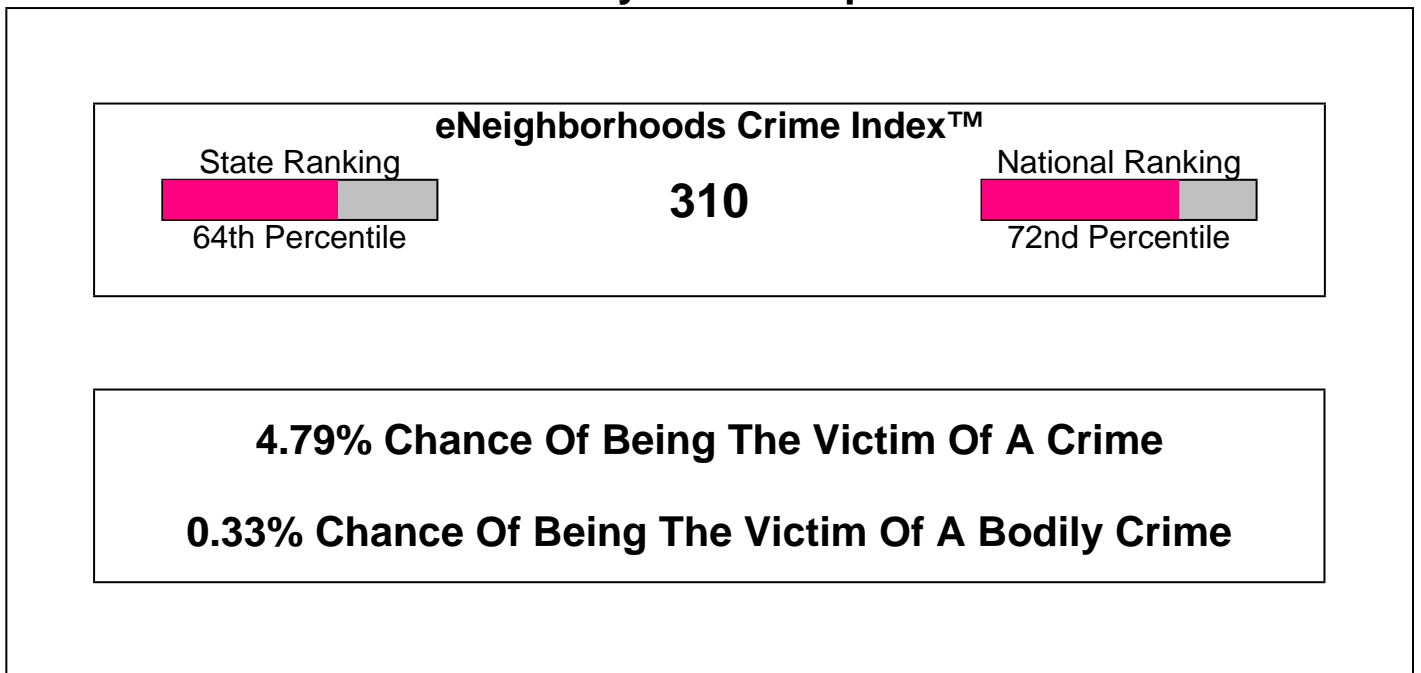 eNeighborhoods Crime Index™
State Ranking
310
National Ranking
64th Percentile
72nd Percentile
4.79% Chance Of Being The Victim Of A Crime
0.33% Chance Of Being The Victim Of A Bodily Crime